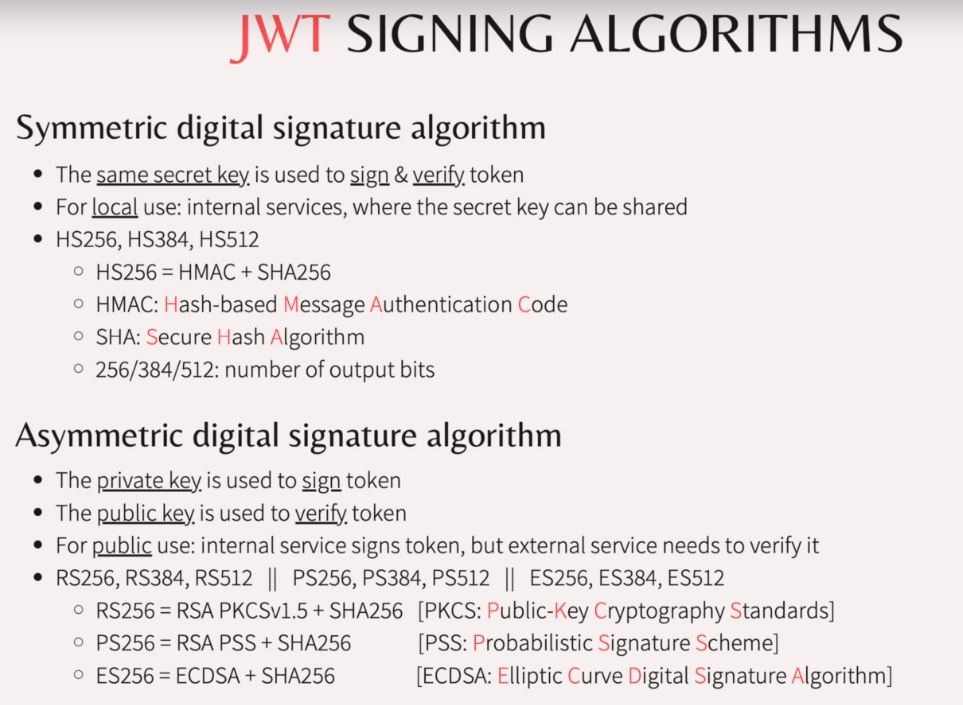 JWT SIGNING ALGORITHMS
Symmetric digital signature algorithm
• The same secret key is used to sign & verify token
• For local use: internal services, where the secret key can be shared
• HS256, HS384, HS512
○ HS256 = HMAC + SHA256
○ HMAC: Hash-based Message Authentication Code
○ SHA: Secure Hash Algorithm
○ 256/384/512: number of output bits
Asymmetric digital signature algorithm
• The private key is used to sign token
• The public key is used to verify token
• For public use: internal service signs token, but external service needs to verify it
• RS256, RS384, RS512 || PS256, PS384, PS512 || ES256, ES384, ES512
○ RS256 = RSA PKCSv1.5 + SHA256 [PKCS: Public-Key Cryptography Standards]
○ PS256 = RSA PSS + SHA256 [PSS: Probabilistic Signature Scheme]
○ ES256 = ECDSA + SHA256 [ECDSA: Elliptic Curve Digital Signature Algorithm]